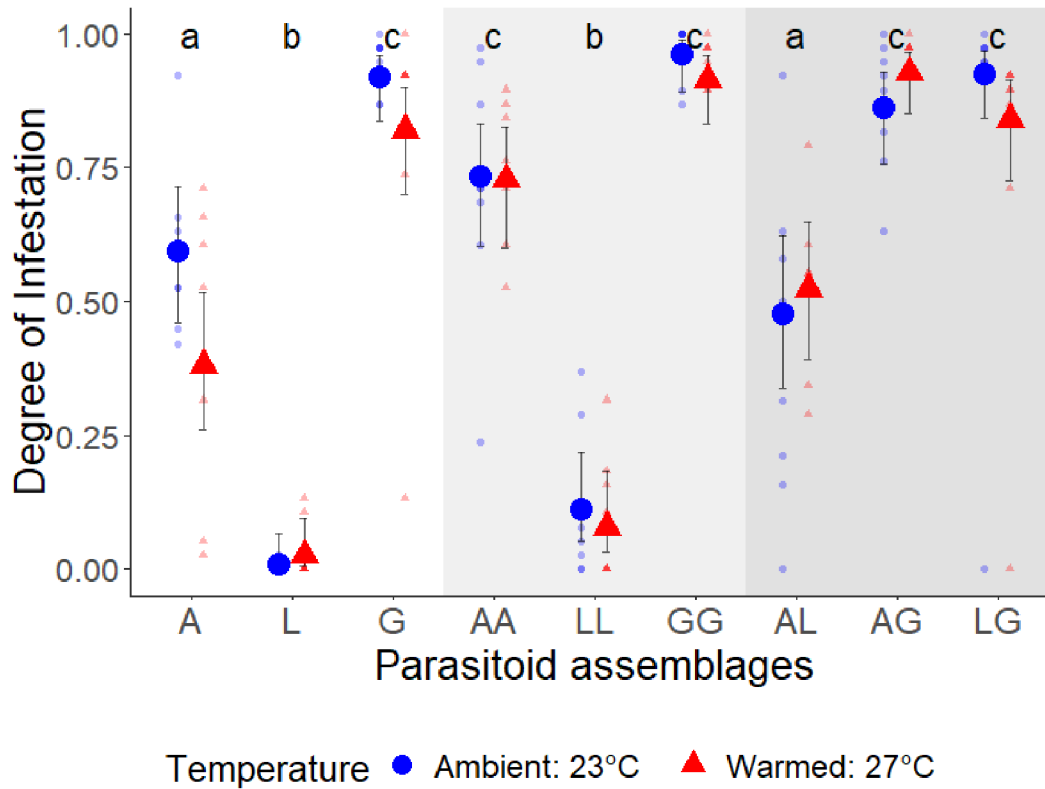 a b c c b c a c c
1.00
0.75
0.50
0.25
0.00
Degree of Infestation
A L G AA LL GG AL AG LG
Parasitoid assemblages
Temperature Ambient: 23°C Warmed: 27°C